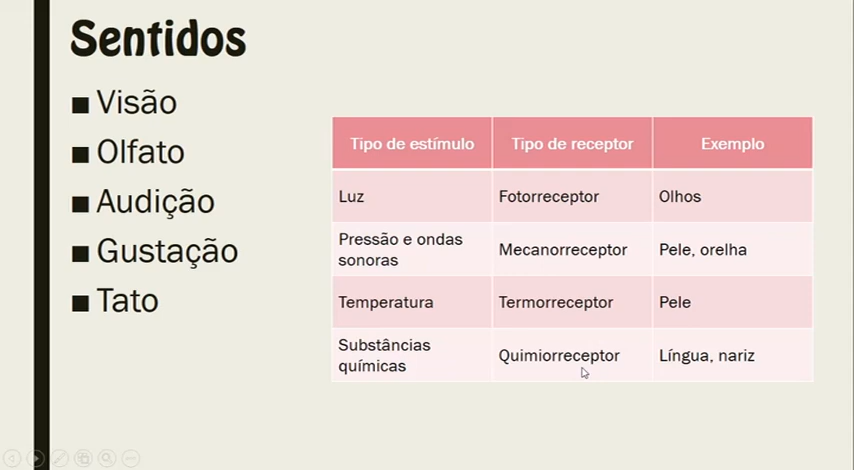 Sentidos
■ Visão
■ Olfato
■ Audição
■ Gustação
■ Tato
Tipo de estímulo Tipo de receptor Exemplo
Luz Fotorreceptor Olhos
Pressão e ondas sonoras Mecanorreceptor Pele, orelha
Temperatura Termorreceptor Pele
Substâncias químicas Quimiorreceptor Língua, nariz